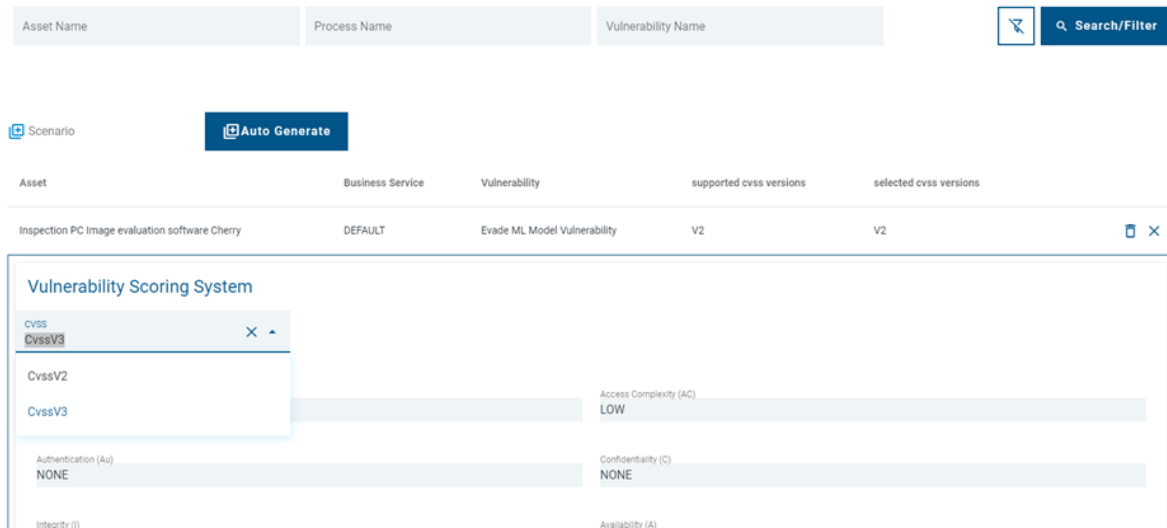 Asset Name Process Name Vulnerability Name Search/Filter
Scenario Auto Generate
Asset Business Service Vulnerability supported cvss versions selected cvss versions
Inspection PC Image evaluation software Cherry DEFAULT Evade ML Model Vulnerability V2 V2
Vulnerability Scoring System
CVSS
CvssV3
CvssV2
CvssV3
Access Complexity (AC)
LOW
Authentication (Au) Confidentiality (C)
NONE NONE
Integrity (I) Availability (A)